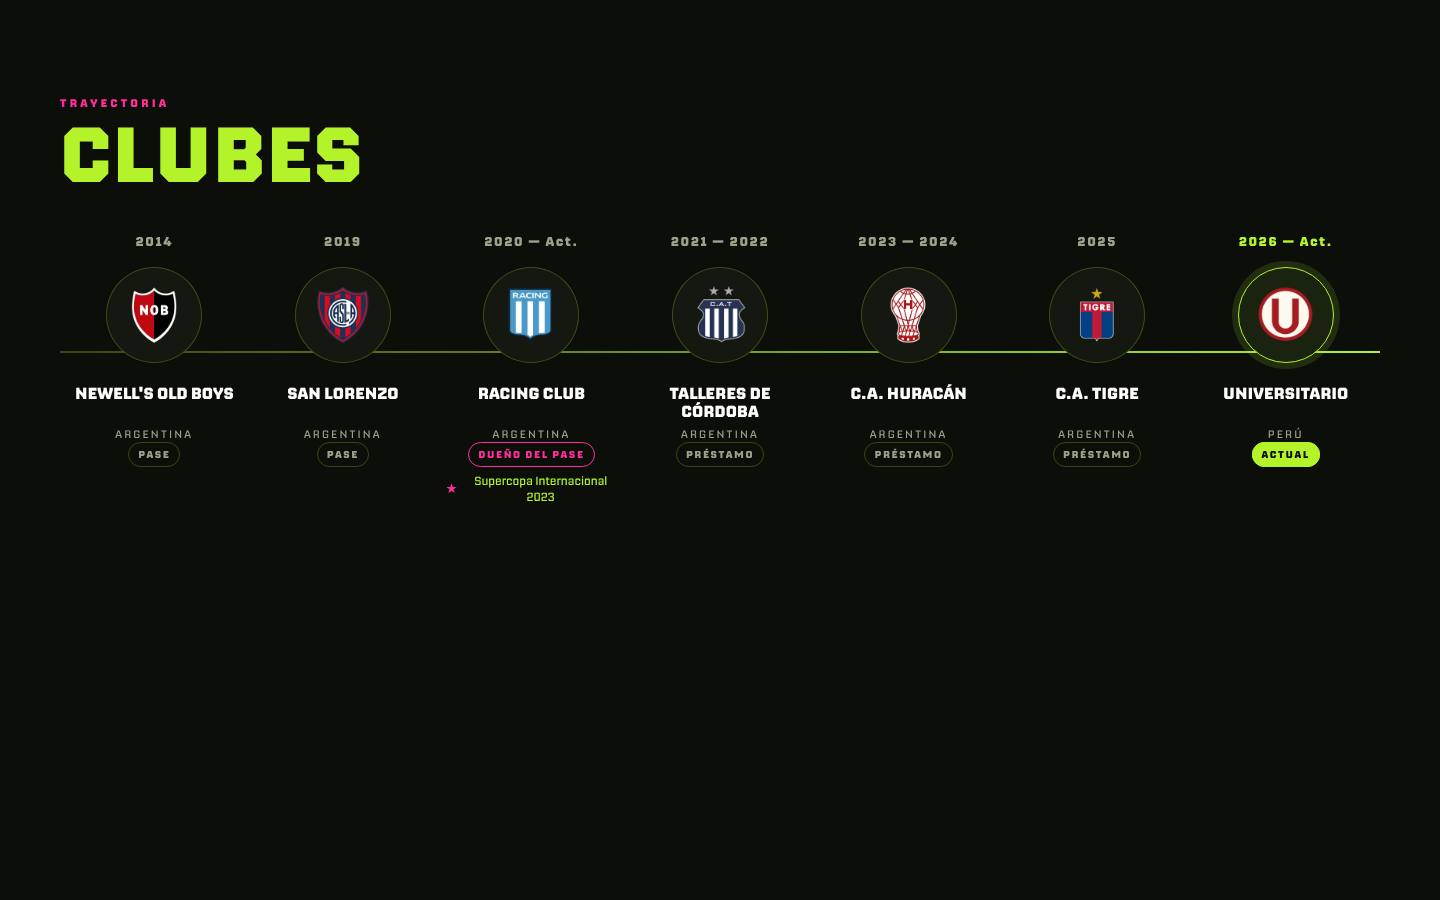 TRAYECTORIA
CLUBES
2014
2019
2020 — Act.
2021 — 2022
2023 — 2024
2025
2026 — Act.
NOB
CASLA
RACING
C.A.T
H
TIGRE
U
NEWELL'S OLD BOYS
SAN LORENZO
RACING CLUB
TALLERES DE
CÓRDOBA
C.A. HURACÁN
C.A. TIGRE
UNIVERSITARIO
ARGENTINA
ARGENTINA
ARGENTINA
ARGENTINA
ARGENTINA
ARGENTINA
PERÚ
PASE
PASE
DUEÑO DEL PASE
PRÉSTAMO
PRÉSTAMO
PRÉSTAMO
ACTUAL
★ Supercopa Internacional
2023